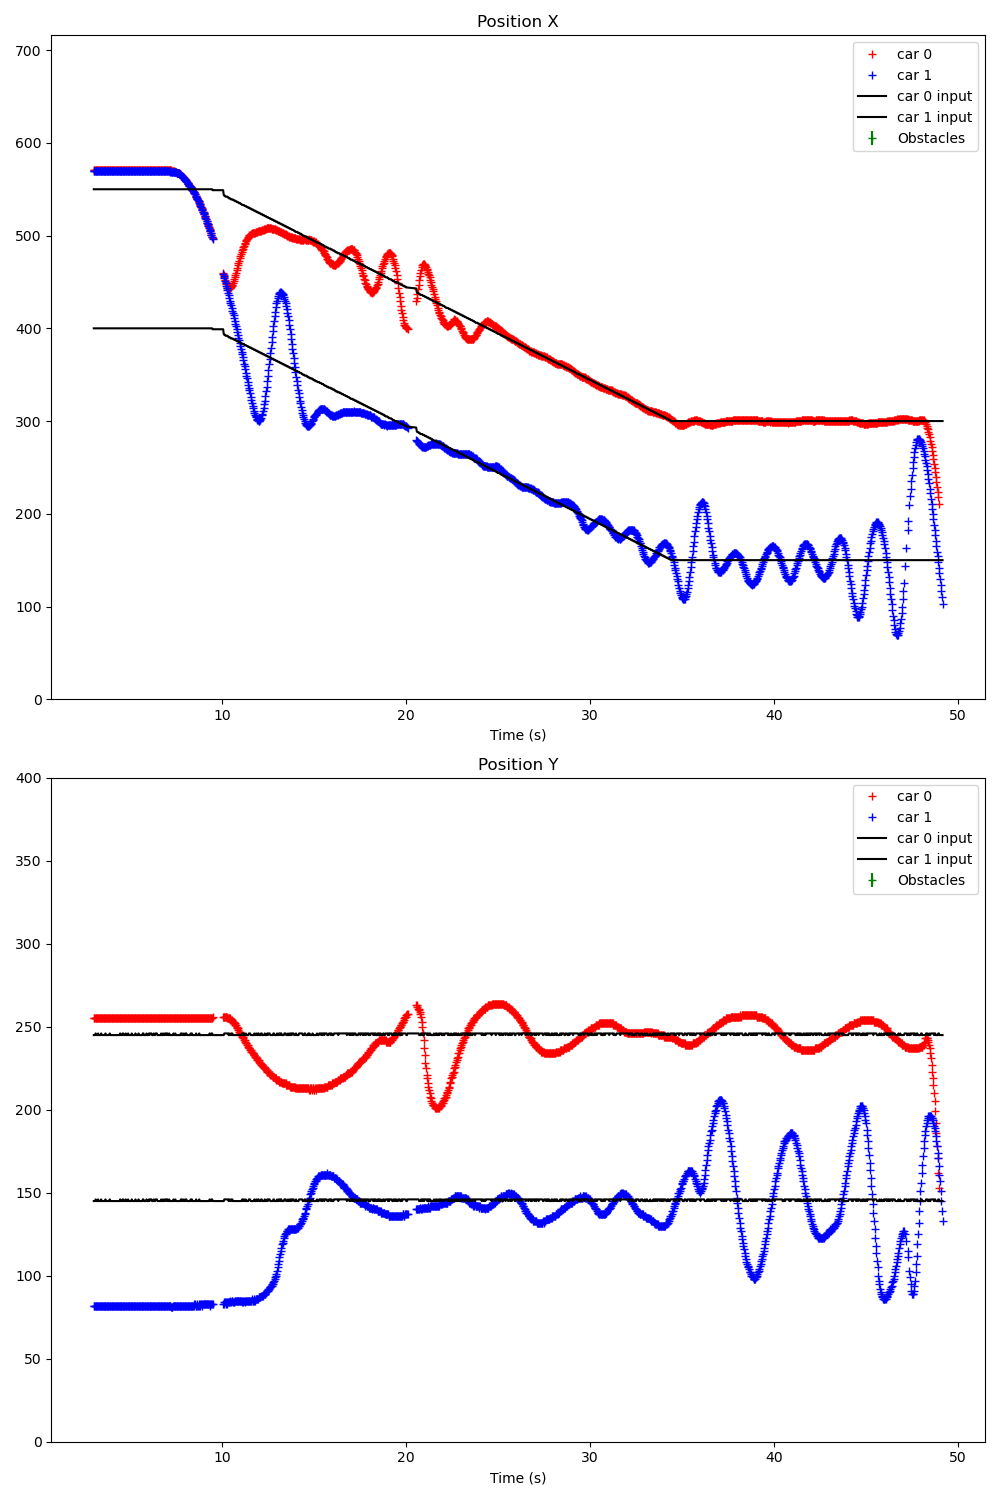 Position X
700
600
500
400
300
200
100
0
car 0
car 1
car 0 input
car 1 input
Obstacles
10 20 30 40 50
Time (s)
Position Y
400
350
300
250
200
150
100
50
0
car 0
car 1
car 0 input
car 1 input
Obstacles
10 20 30 40 50
Time (s)